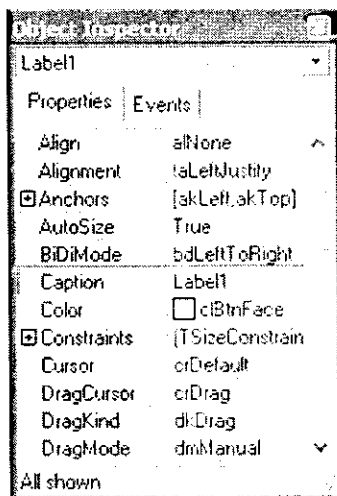 Object Inspector
Label1
Properties Events
Align alNone
Alignment taLeftJustify
Anchors [akLeft,akTop]
AutoSize True
BiDiMode bdLeftToRight
Caption Label1
Color clBtnFace
Constraints (TSizeConstrain
Cursor crDefault
DragCursor crDrag
DragKind dkDrag
DragMode dmManual
All shown